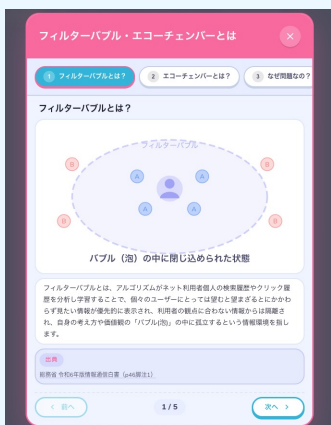 フィルターバブル・エコーチェンバーとは
×
1 フィルターバブルとは？
2 エコーチェンバーとは？
3 なぜ問題なの？
フィルターバブルとは？
フィルターバブル
B
B
A
A
A
A
B
B
バブル（泡）の中に閉じ込められた状態
フィルターバブルとは、アルゴリズムがネット利用者個人の検索履歴やクリック履
歴を分析し学習することで、個々のユーザーにとっては望むと望まざるとにかかわ
らず見たい情報が優先的に表示され、利用者の観点に合わない情報からは隔離さ
れ、自身の考え方や価値観の「バブル(泡)」の中に孤立するという情報環境を指し
ます。
出典
総務省 令和6年版情報通信白書（p46脚注1）
く 前へ
1 / 5
次へ >